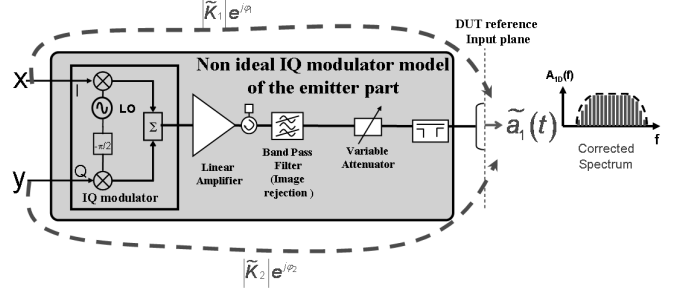 |K̃₁| e^{jφ₁}
DUT reference
Input plane
Non ideal IQ modulator model
of the emitter part
A₁D(f)
x
I
LO
Σ
ã₁(t)
-π/2
f
Linear
Amplifier
Band Pass
Filter
(Image
rejection )
Variable
Attenuator
Corrected
Spectrum
y
Q
IQ modulator
|K̃₂| e^{jφ₂}